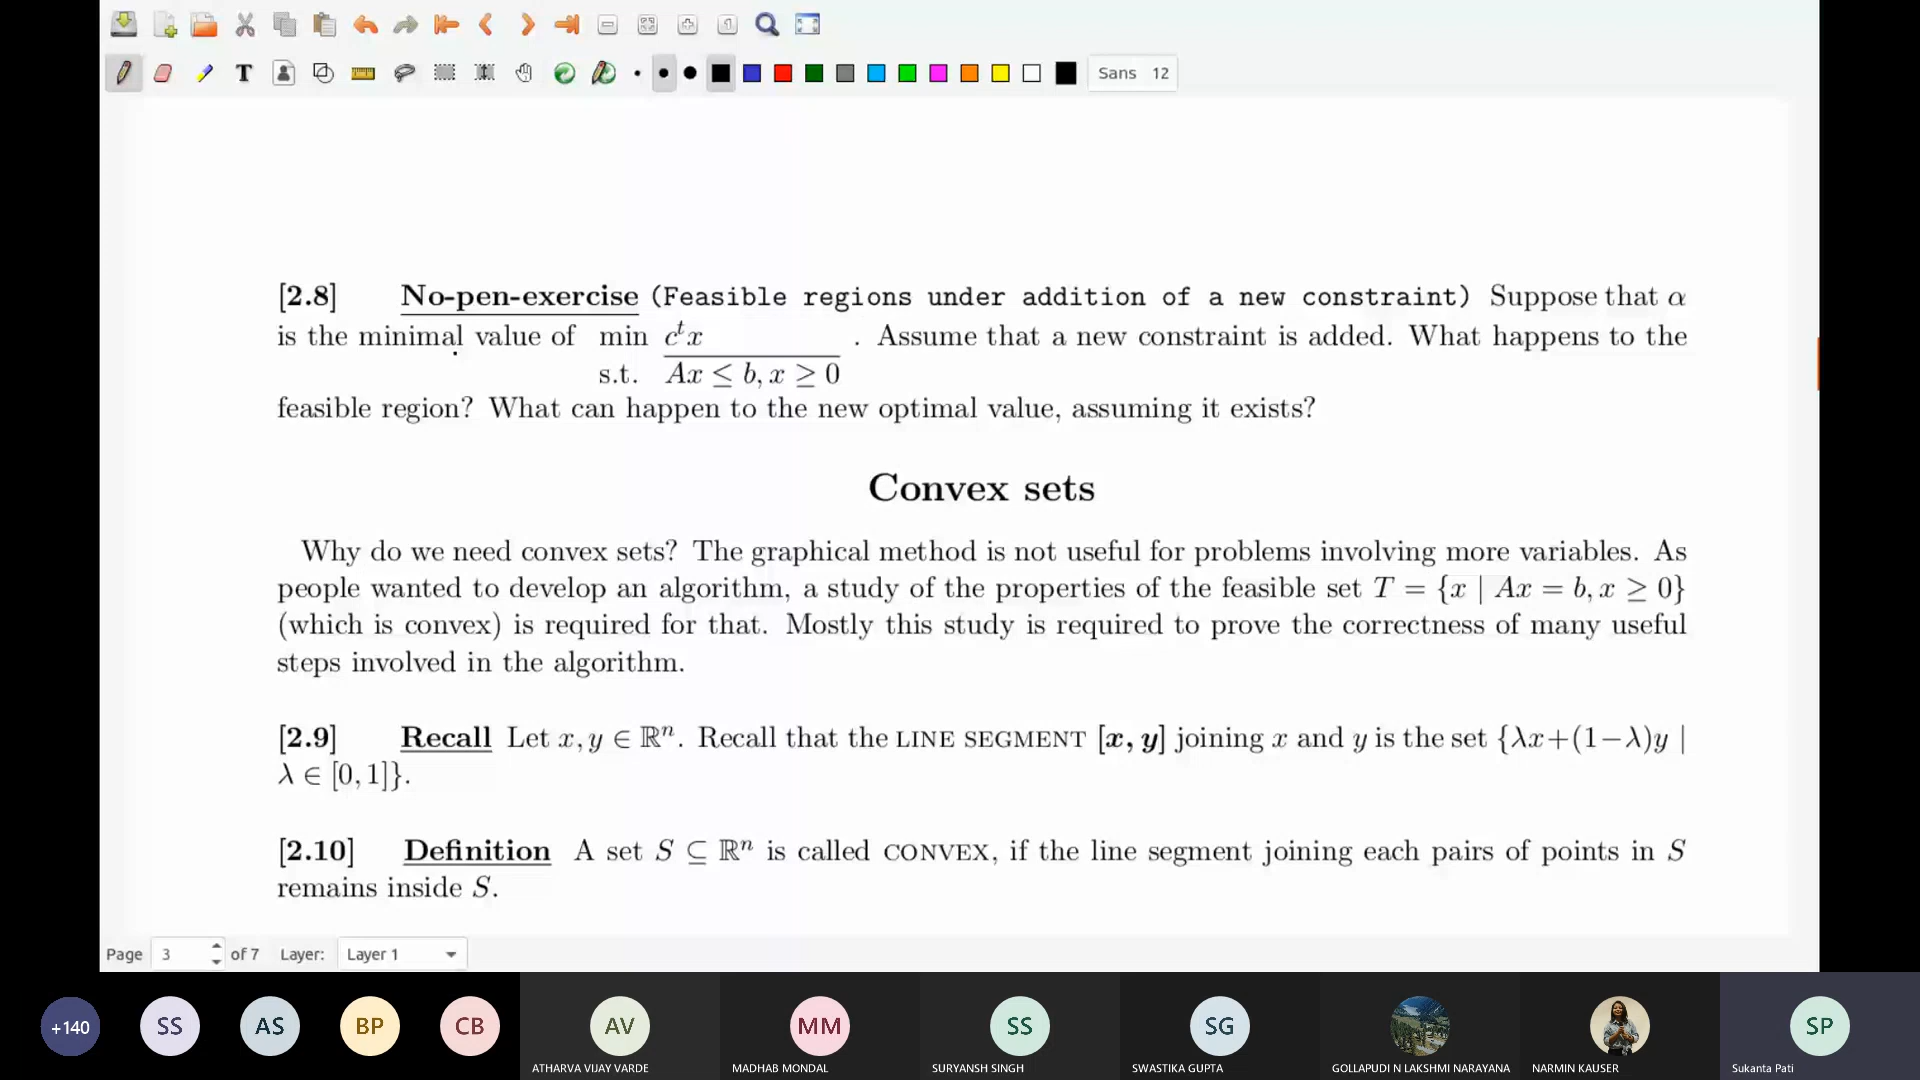 Sans 12
[2.8] No-pen-exercise (Feasible regions under addition of a new constraint) Suppose that α
is the minimal value of min cᵗx . Assume that a new constraint is added. What happens to the
s.t. Ax ≤ b, x ≥ 0
feasible region? What can happen to the new optimal value, assuming it exists?
Convex sets
Why do we need convex sets? The graphical method is not useful for problems involving more variables. As
people wanted to develop an algorithm, a study of the properties of the feasible set T = {x | Ax = b, x ≥ 0}
(which is convex) is required for that. Mostly this study is required to prove the correctness of many useful
steps involved in the algorithm.
[2.9] Recall Let x, y ∈ ℝⁿ. Recall that the LINE SEGMENT [x, y] joining x and y is the set {λx+(1−λ)y |
λ ∈ [0, 1]}.
[2.10] Definition A set S ⊆ ℝⁿ is called CONVEX, if the line segment joining each pairs of points in S
remains inside S.
Page 3 of 7 Layer: Layer 1
+140 SS AS BP CB AV MM SS SG SP
ATHARVA VIJAY VARDE MADHAB MONDAL SURYANSH SINGH SWASTIKA GUPTA GOLLAPUDI N LAKSHMI NARAYANA NARMIN KAUSER Sukanta Pati